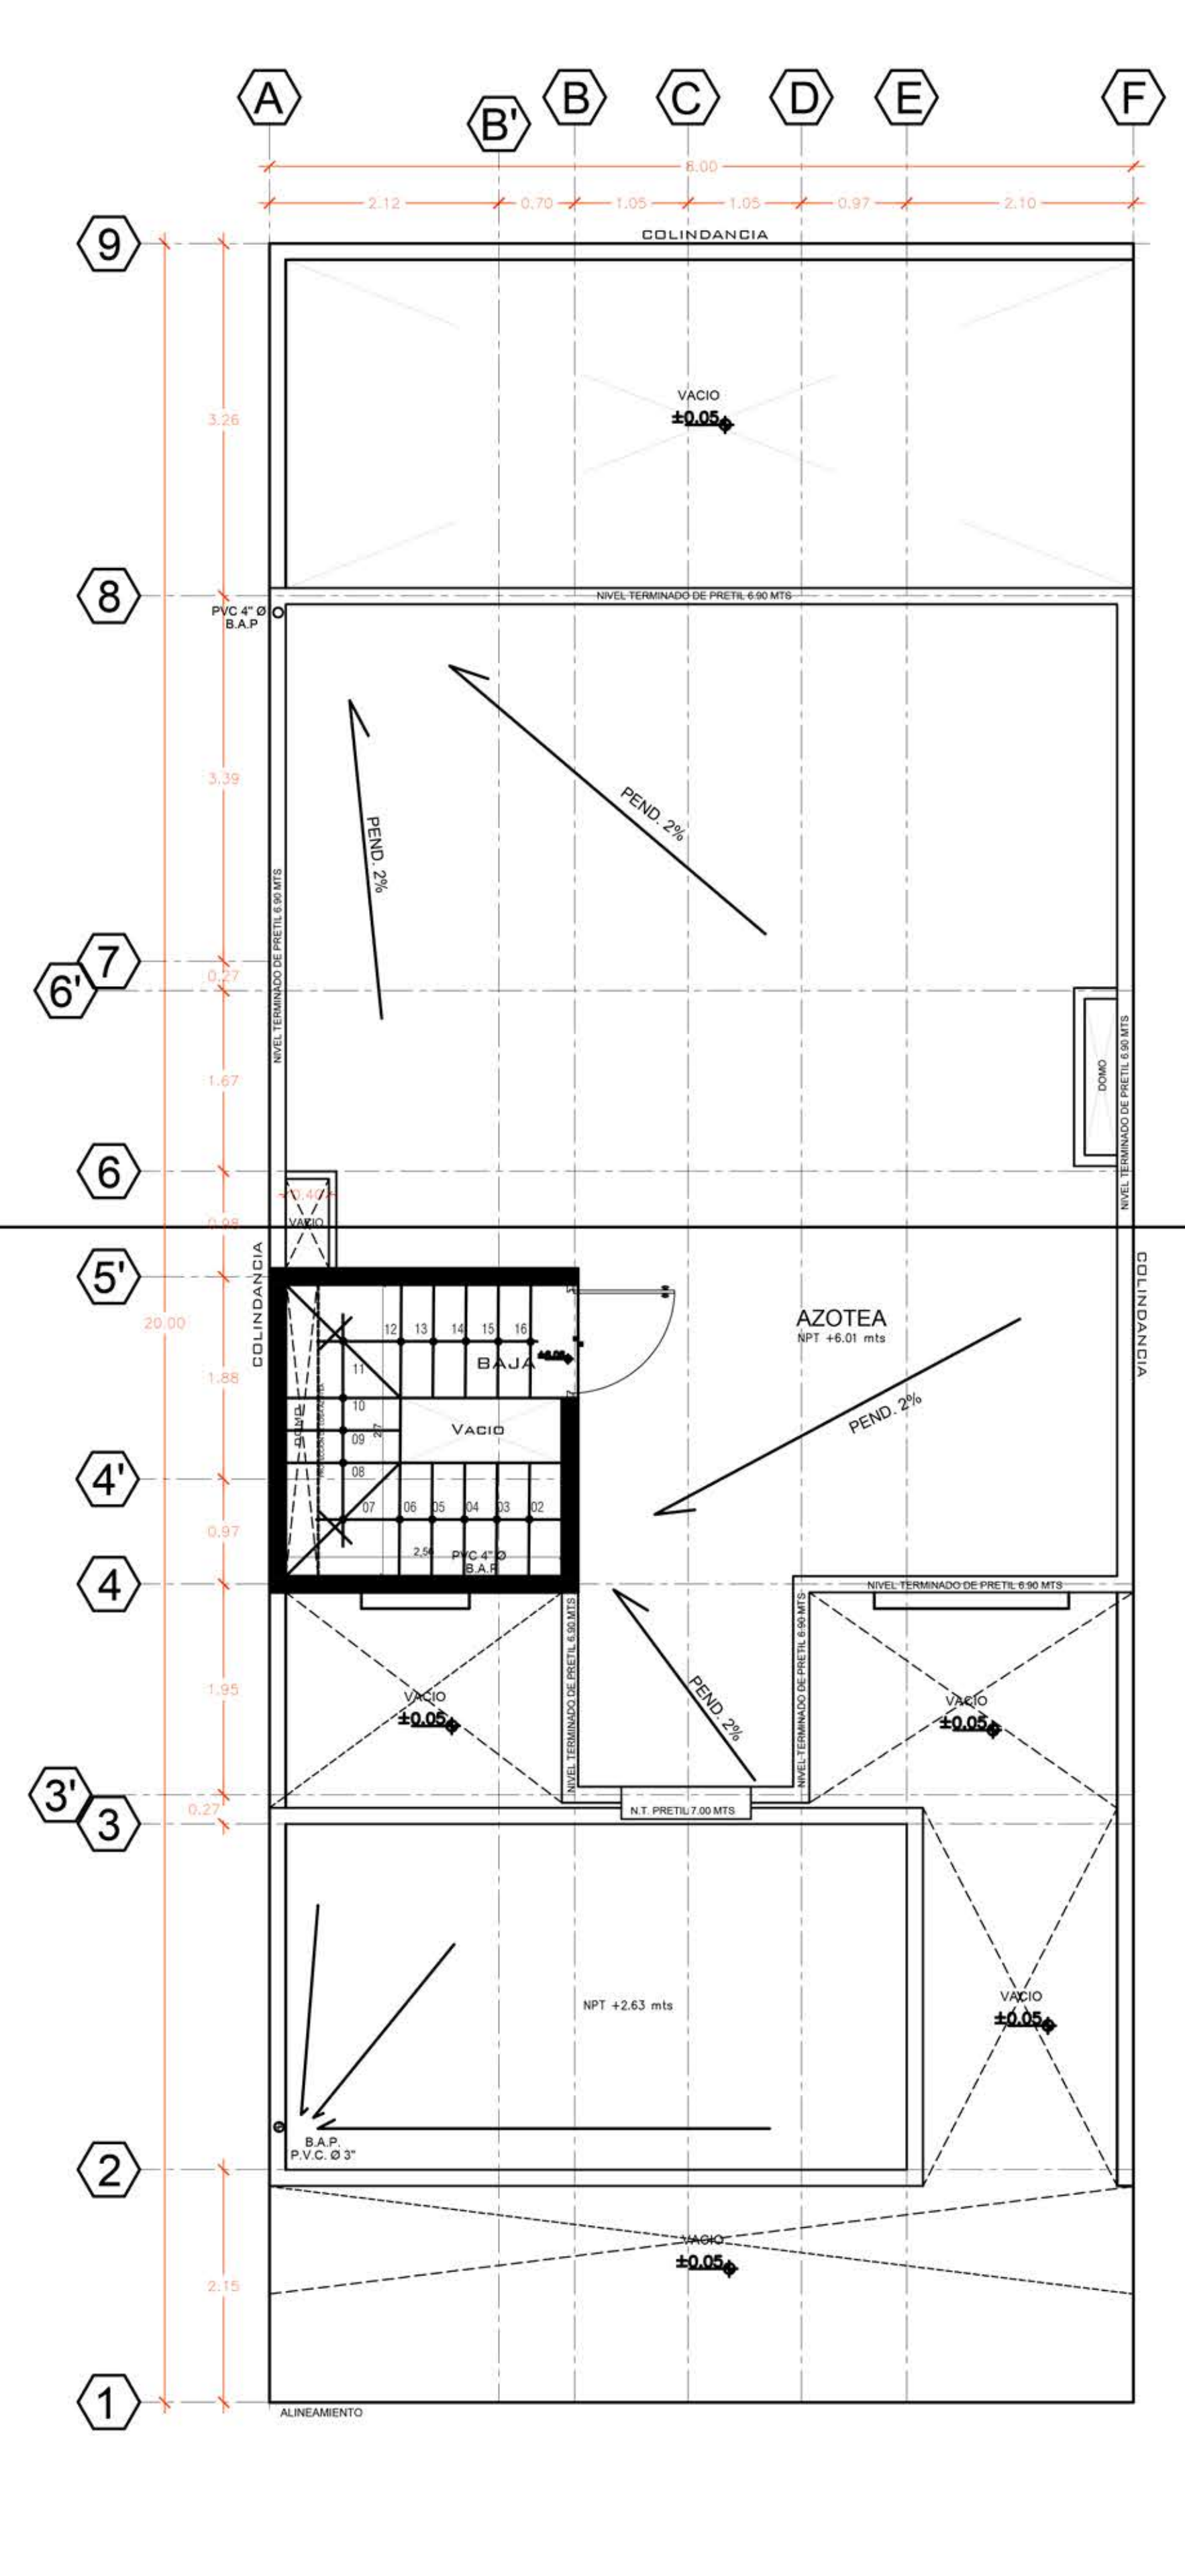 A
B'
B
C
D
E
F
8.00
2.12
0.70
1.05
1.05
0.97
2.10
COLINDANCIA
9
3.26
VACIO
±0.05
8
NIVEL TERMINADO DE PRETIL 6.90 MTS
PVC 4" Ø
B.A.P
3.39
PEND. 2%
PEND. 2%
NIVEL TERMINADO DE PRETIL 6.90 MTS
7
0.27
6'
1.67
DOMO
NIVEL TERMINADO DE PRETIL 6.90 MTS
6
0.40
VACIO
0.98
5'
COLINDANCIA
COLINDANCIA
20.00
AZOTEA
NPT +6.01 mts
12
13
14
15
16
BAJA
11
10
09
08
1.88
DOMO
VACIO
PEND. 2%
4'
07
06
05
04
03
02
0.97
PVC 4" Ø
B.A.P
4
NIVEL TERMINADO DE PRETIL 6.90 MTS
NIVEL TERMINADO DE PRETIL 6.90 MTS
NIVEL TERMINADO DE PRETIL 6.90 MTS
1.95
VACIO
±0.05
PEND. 2%
VACIO
±0.05
3'
0.27
3
N.T. PRETIL 7.00 MTS
NPT +2.63 mts
VACIO
±0.05
B.A.P.
P.V.C. Ø 3"
2
VACIO
±0.05
2.15
1
ALINEAMIENTO